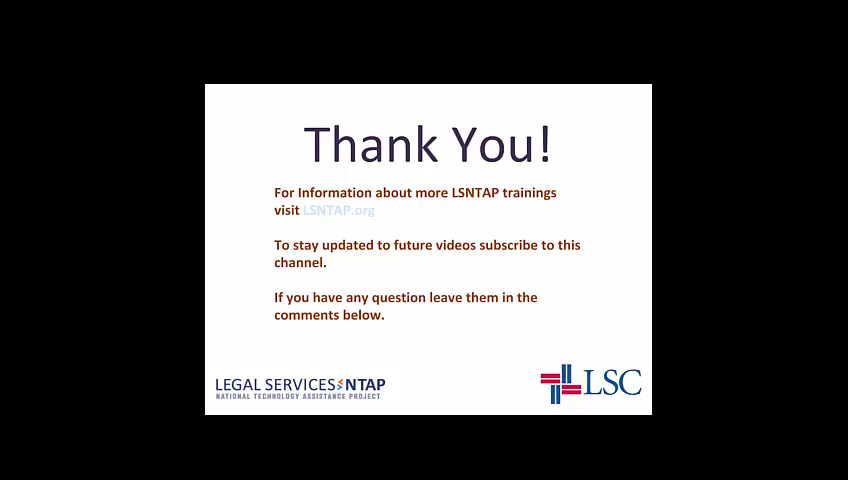 Thank You!
For Information about more LSNTAP trainings
visit LSNTAP.org
To stay updated to future videos subscribe to this
channel.
If you have any question leave them in the
comments below.
LEGAL SERVICES NTAP
NATIONAL TECHNOLOGY ASSISTANCE PROJECT
LSC